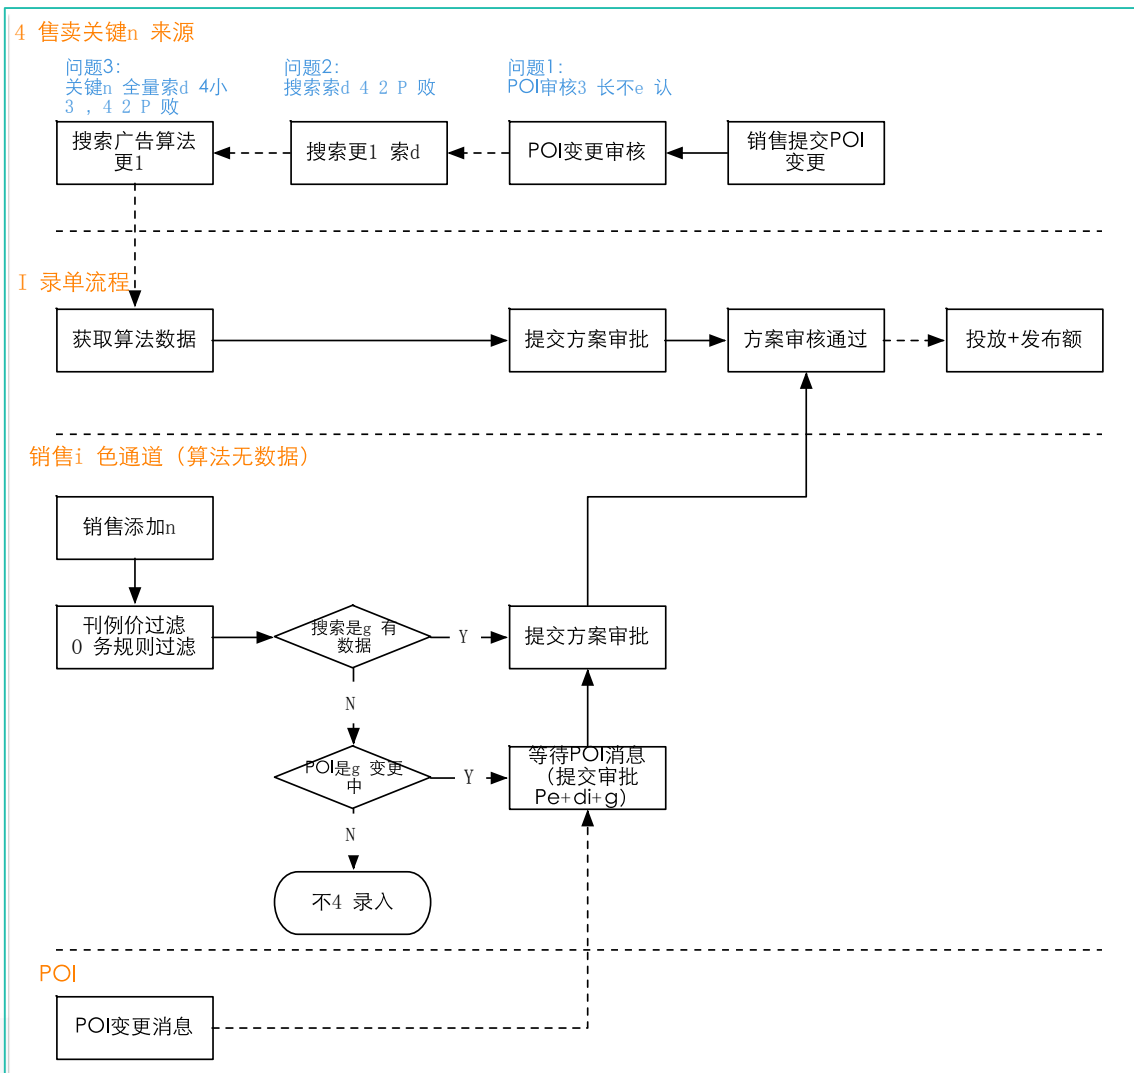 4 售卖关键n 来源
问题3:
关键n 全量索d 4小
3 , 4 2 P 败
问题2:
搜索索d 4 2 P 败
问题1:
POI审核3 长不e 认
搜索广告算法
更1
搜索更1 索d
POI变更审核
销售提交POI
变更
I 录单流程
获取算法数据
提交方案审批
方案审核通过
投放+发布额
销售i 色通道（算法无数据）
销售添加n
刊例价过滤
0 务规则过滤
搜索是g 有
数据
Y
提交方案审批
N
POI是g 变更
中
Y
等待POI消息
（提交审批
Pe+di+g）
N
不4 录入
POI
POI变更消息